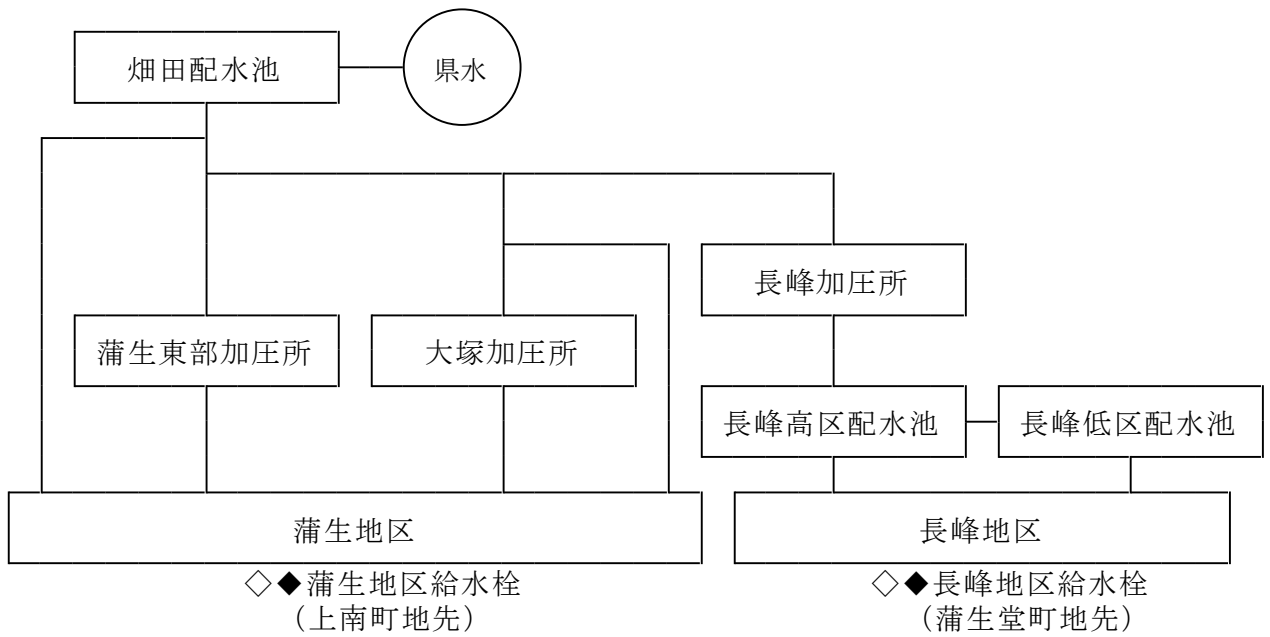 畑田配水池
県水
長峰加圧所
蒲生東部加圧所
大塚加圧所
長峰高区配水池
長峰低区配水池
蒲生地区
長峰地区
◇◆蒲生地区給水栓
（上南町地先）
◇◆長峰地区給水栓
（蒲生堂町地先）